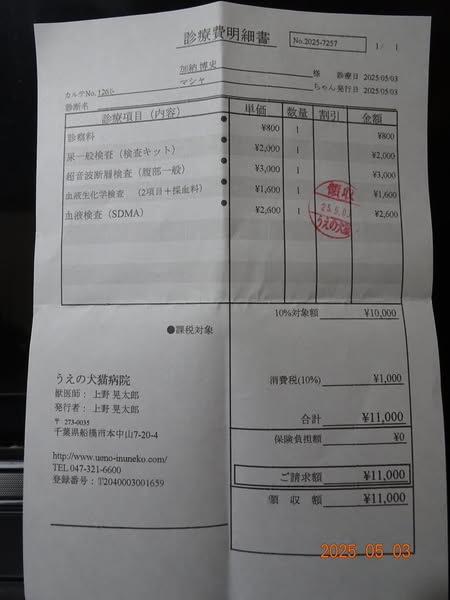 診療費明細書
No.2025-7257
1 / 1
加納 博史 様 診療日 2025/05/03
カルテNo. 1261- マシャ ちゃん 発行日 2025/05/03
診断名
診療項目（内容） 単価 数量 割引 金額
診察料 ¥800 1 ¥800
尿一般検査（検査キット） ¥2,000 1 ¥2,000
超音波断層検査（腹部一般） ¥3,000 1 ¥3,000
血液生化学検査 （2項目＋採血料） ¥1,600 1 ¥1,600
血液検査（SDMA） ¥2,600 1 ¥2,600
領収
25.5.03
うえの犬猫
10%対象額 ¥10,000
●課税対象
消費税(10%) ¥1,000
合計 ¥11,000
保険負担額 ¥0
ご請求額 ¥11,000
領収額 ¥11,000
うえの犬猫病院
獣医師： 上野 晃太郎
発行者： 上野 晃太郎
〒 273-0035
千葉県船橋市本中山7-20-4
http://www.ueno-inuneko.com/
TEL 047-321-6600
登録番号：T2040003001659
2025 05 03